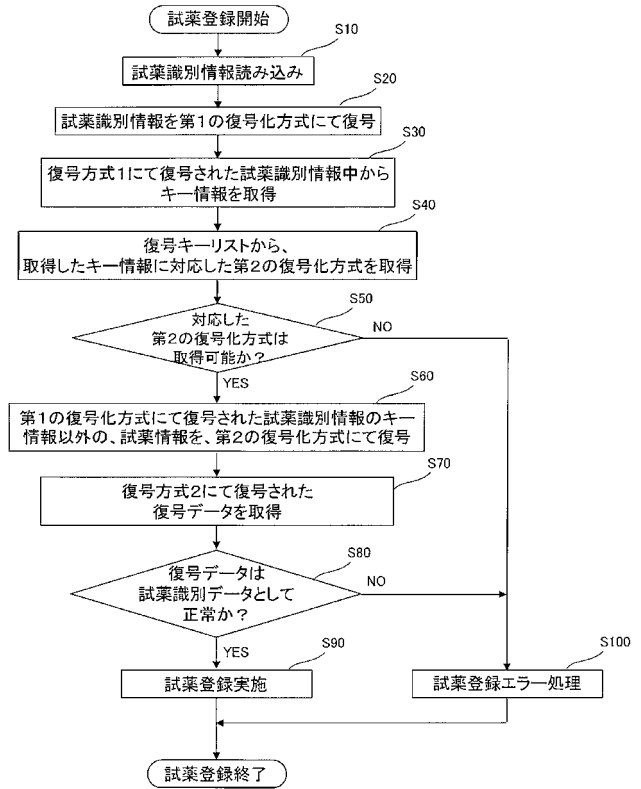 試薬登録開始
S10
試薬識別情報読み込み
S20
試薬識別情報を第1の復号化方式にて復号
S30
復号方式1にて復号された試薬識別情報中から
キー情報を取得
S40
復号キーリストから、
取得したキー情報に対応した第2の復号化方式を取得
S50
対応した
第2の復号化方式は
取得可能か?
NO
YES
S60
第1の復号化方式にて復号された試薬識別情報のキー
情報以外の、試薬情報を、第2の復号化方式にて復号
S70
復号方式2にて復号された
復号データを取得
S80
復号データは
試薬識別データとして
正常か?
NO
YES
S90
試薬登録実施
S100
試薬登録エラー処理
試薬登録終了